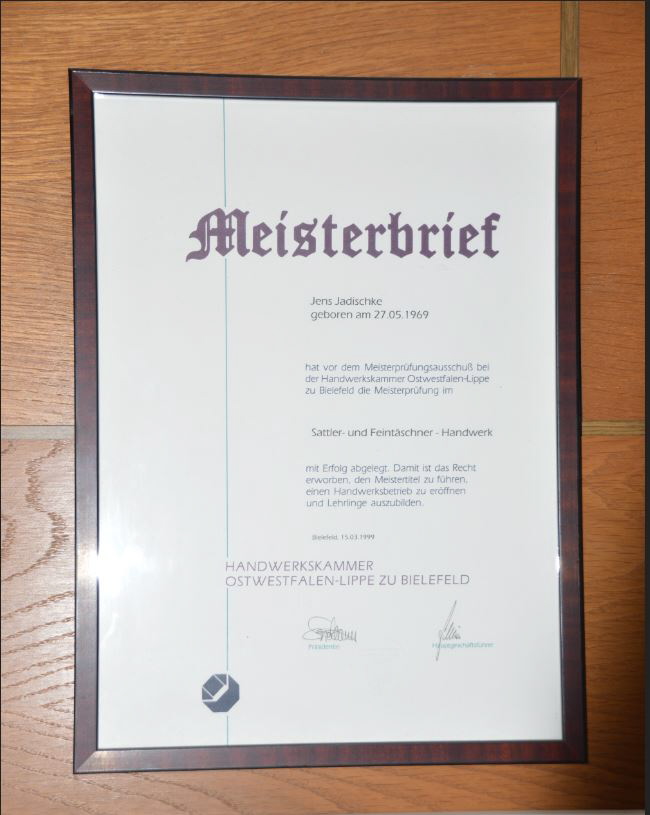 Meisterbrief
Jens Jadischke
geboren am 27.05.1969
hat vor dem Meisterprüfungsausschuß bei
der Handwerkskammer Ostwestfalen-Lippe
zu Bielefeld die Meisterprüfung im
Sattler- und Feintäschner - Handwerk
mit Erfolg abgelegt. Damit ist das Recht
erworben, den Meistertitel zu führen,
einen Handwerksbetrieb zu eröffnen
und Lehrlinge auszubilden.
Bielefeld, 15.03.1999
HANDWERKSKAMMER
OSTWESTFALEN-LIPPE ZU BIELEFELD
Präsidentin Hauptgeschäftsführer